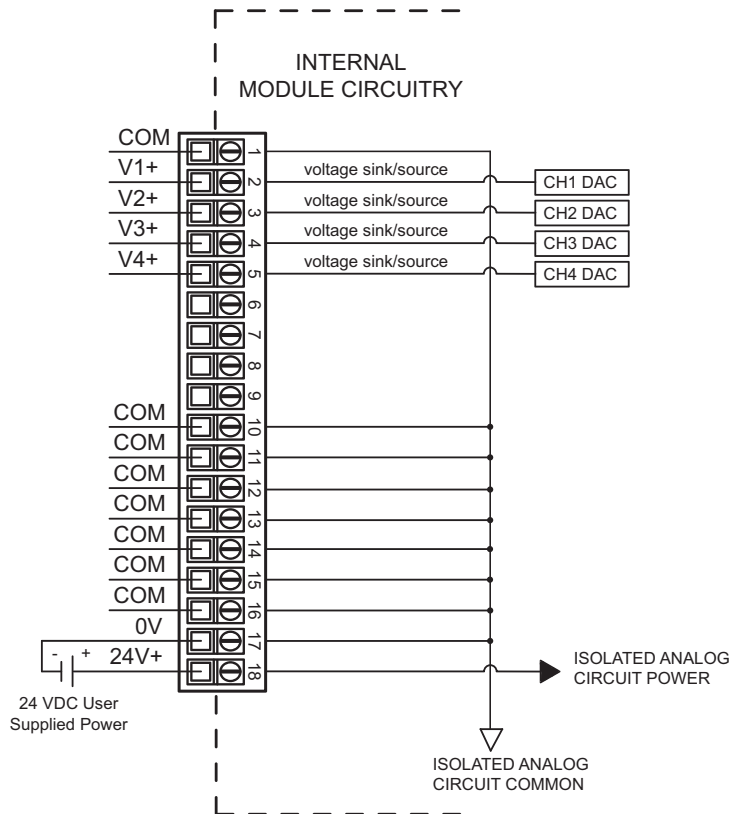 INTERNAL
MODULE CIRCUITRY
COM
1
V1+
2
voltage sink/source
CH1 DAC
V2+
3
voltage sink/source
CH2 DAC
V3+
4
voltage sink/source
CH3 DAC
V4+
5
voltage sink/source
CH4 DAC
6
7
8
9
COM
10
COM
11
COM
12
COM
13
COM
14
COM
15
COM
16
0V
17
- +
24V+
18
24 VDC User
Supplied Power
ISOLATED ANALOG
CIRCUIT POWER
ISOLATED ANALOG
CIRCUIT COMMON